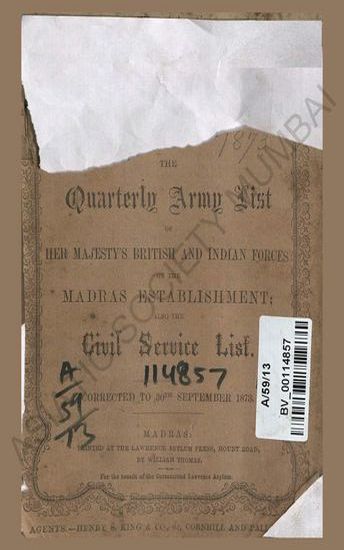 1873
THE
Quarterly Army List
OF
HER MAJESTY'S BRITISH AND INDIAN FORCES
ON THE
MADRAS ESTABLISHMENT;
ALSO THE
Civil Service List.
114857
A
59
13
CORRECTED TO 30TH SEPTEMBER 1873.
A/59/13
BV_00114857
MADRAS:
PRINTED AT THE LAWRENCE ASYLUM PRESS, MOUNT ROAD,
BY WILLIAM THOMAS.
For the benefit of the Government Lawrence Asylum.
AGENTS.—HENRY S. KING & CO., 65, CORNHILL AND PALL
ASIATIC SOCIETY MUMBAI